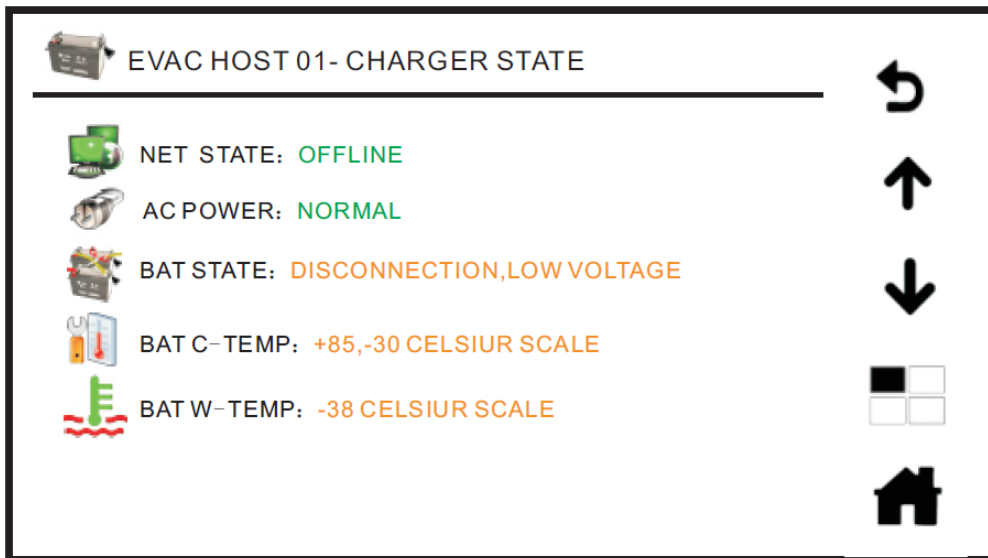 EVAC HOST 01- CHARGER STATE
NET STATE: OFFLINE
AC POWER: NORMAL
BAT STATE: DISCONNECTION,LOW VOLTAGE
BAT C-TEMP: +85,-30 CELSIUR SCALE
BAT W-TEMP: -38 CELSIUR SCALE